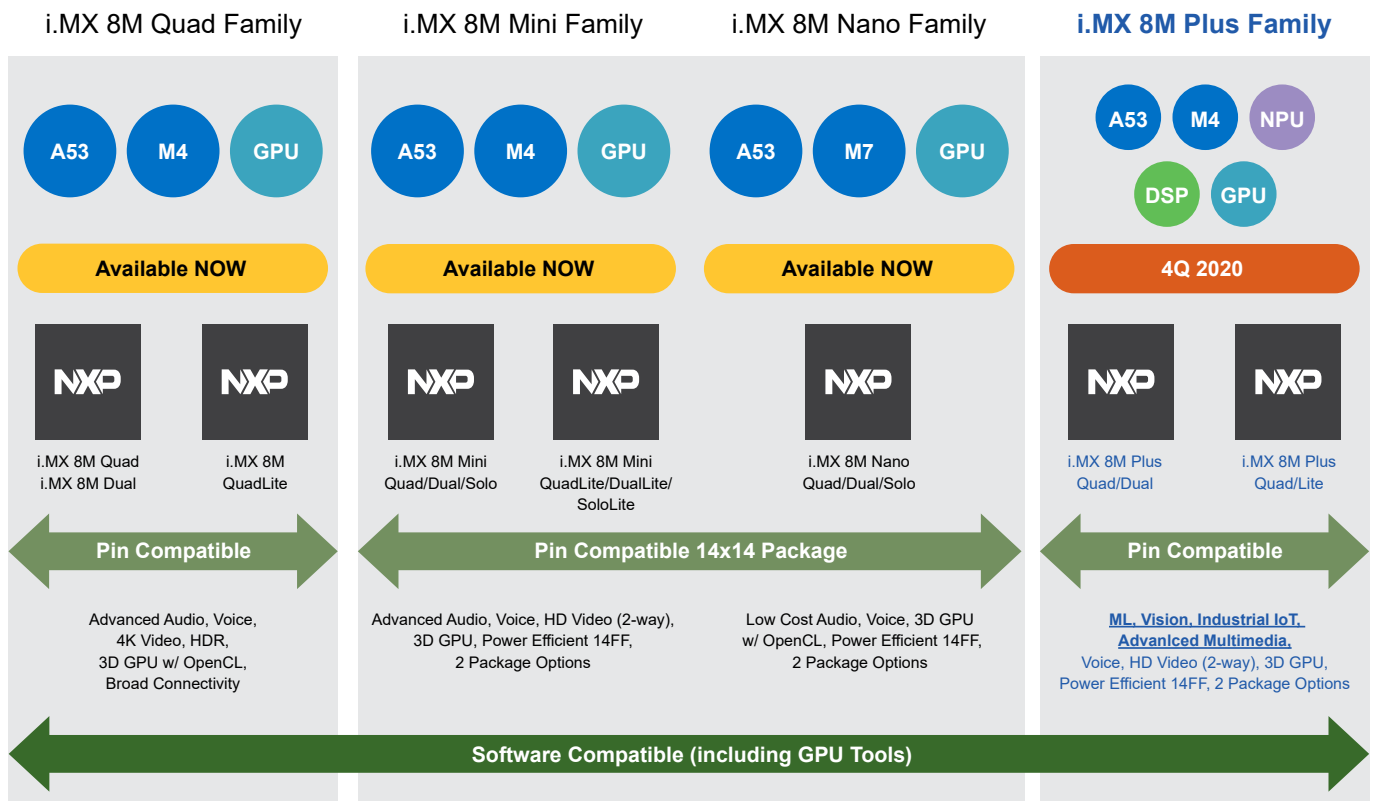 i.MX 8M Quad Family
i.MX 8M Mini Family
i.MX 8M Nano Family
i.MX 8M Plus Family
A53
M4
GPU
A53
M4
GPU
A53
M7
GPU
A53
M4
NPU
DSP
GPU
Available NOW
Available NOW
Available NOW
4Q 2020
NXP
NXP
NXP
NXP
NXP
NXP
NXP
i.MX 8M Quad
i.MX 8M Dual
i.MX 8M
QuadLite
i.MX 8M Mini
Quad/Dual/Solo
i.MX 8M Mini
QuadLite/DualLite/
SoloLite
i.MX 8M Nano
Quad/Dual/Solo
i.MX 8M Plus
Quad/Dual
i.MX 8M Plus
Quad/Lite
Pin Compatible
Pin Compatible 14x14 Package
Pin Compatible
Advanced Audio, Voice,
4K Video, HDR,
3D GPU w/ OpenCL,
Broad Connectivity
Advanced Audio, Voice, HD Video (2-way),
3D GPU, Power Efficient 14FF,
2 Package Options
Low Cost Audio, Voice, 3D GPU
w/ OpenCL, Power Efficient 14FF,
2 Package Options
ML, Vision, Industrial IoT,
Advanlced Multimedia,
Voice, HD Video (2-way), 3D GPU,
Power Efficient 14FF, 2 Package Options
Software Compatible (including GPU Tools)